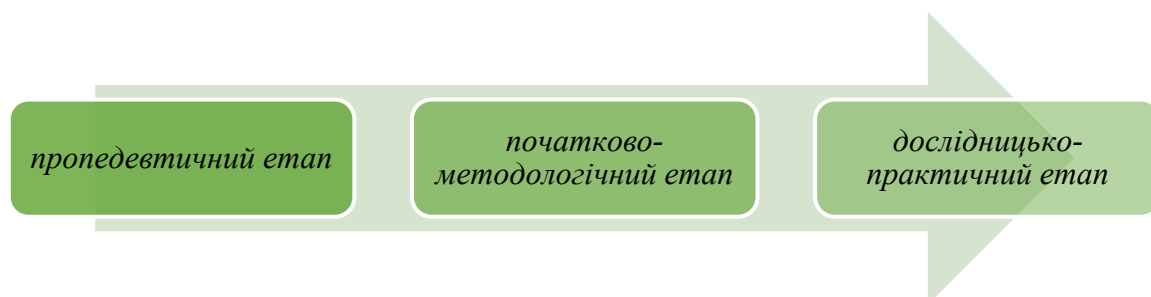 пропедевтичний етап
початково-
методологічний етап
дослідницько-
практичний етап